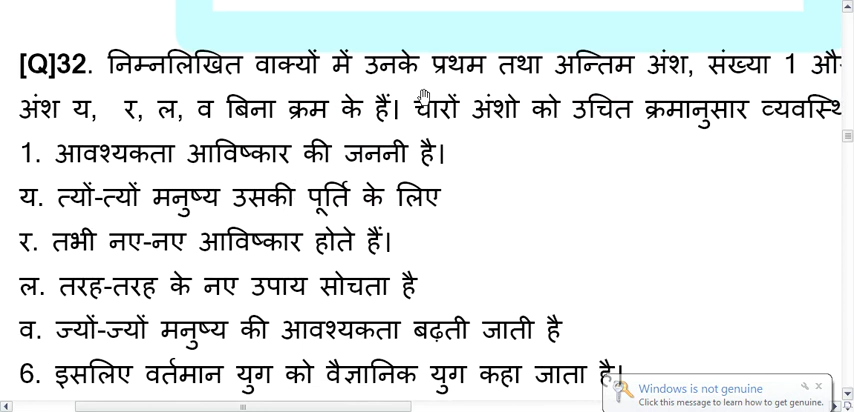 [Q]32. निम्नलिखित वाक्यों में उनके प्रथम तथा अन्तिम अंश, संख्या 1
अंश य, र, ल, व बिना क्रम के हैं। चारों अंशो को उचित क्रमानुसार
1. आवश्यकता आविष्कार की जननी है।
य. त्यों-त्यों मनुष्य उसकी पूर्ति के लिए
र. तभी नए-नए आविष्कार होते हैं।
ल. तरह-तरह के नए उपाय सोचता है
व. ज्यों-ज्यों मनुष्य की आवश्यकता बढ़ती जाती है
6. इसलिए वर्तमान युग को वैज्ञानिक युग कहा जाता है।
Windows is not genuine
Click this message to learn how to get genuine.